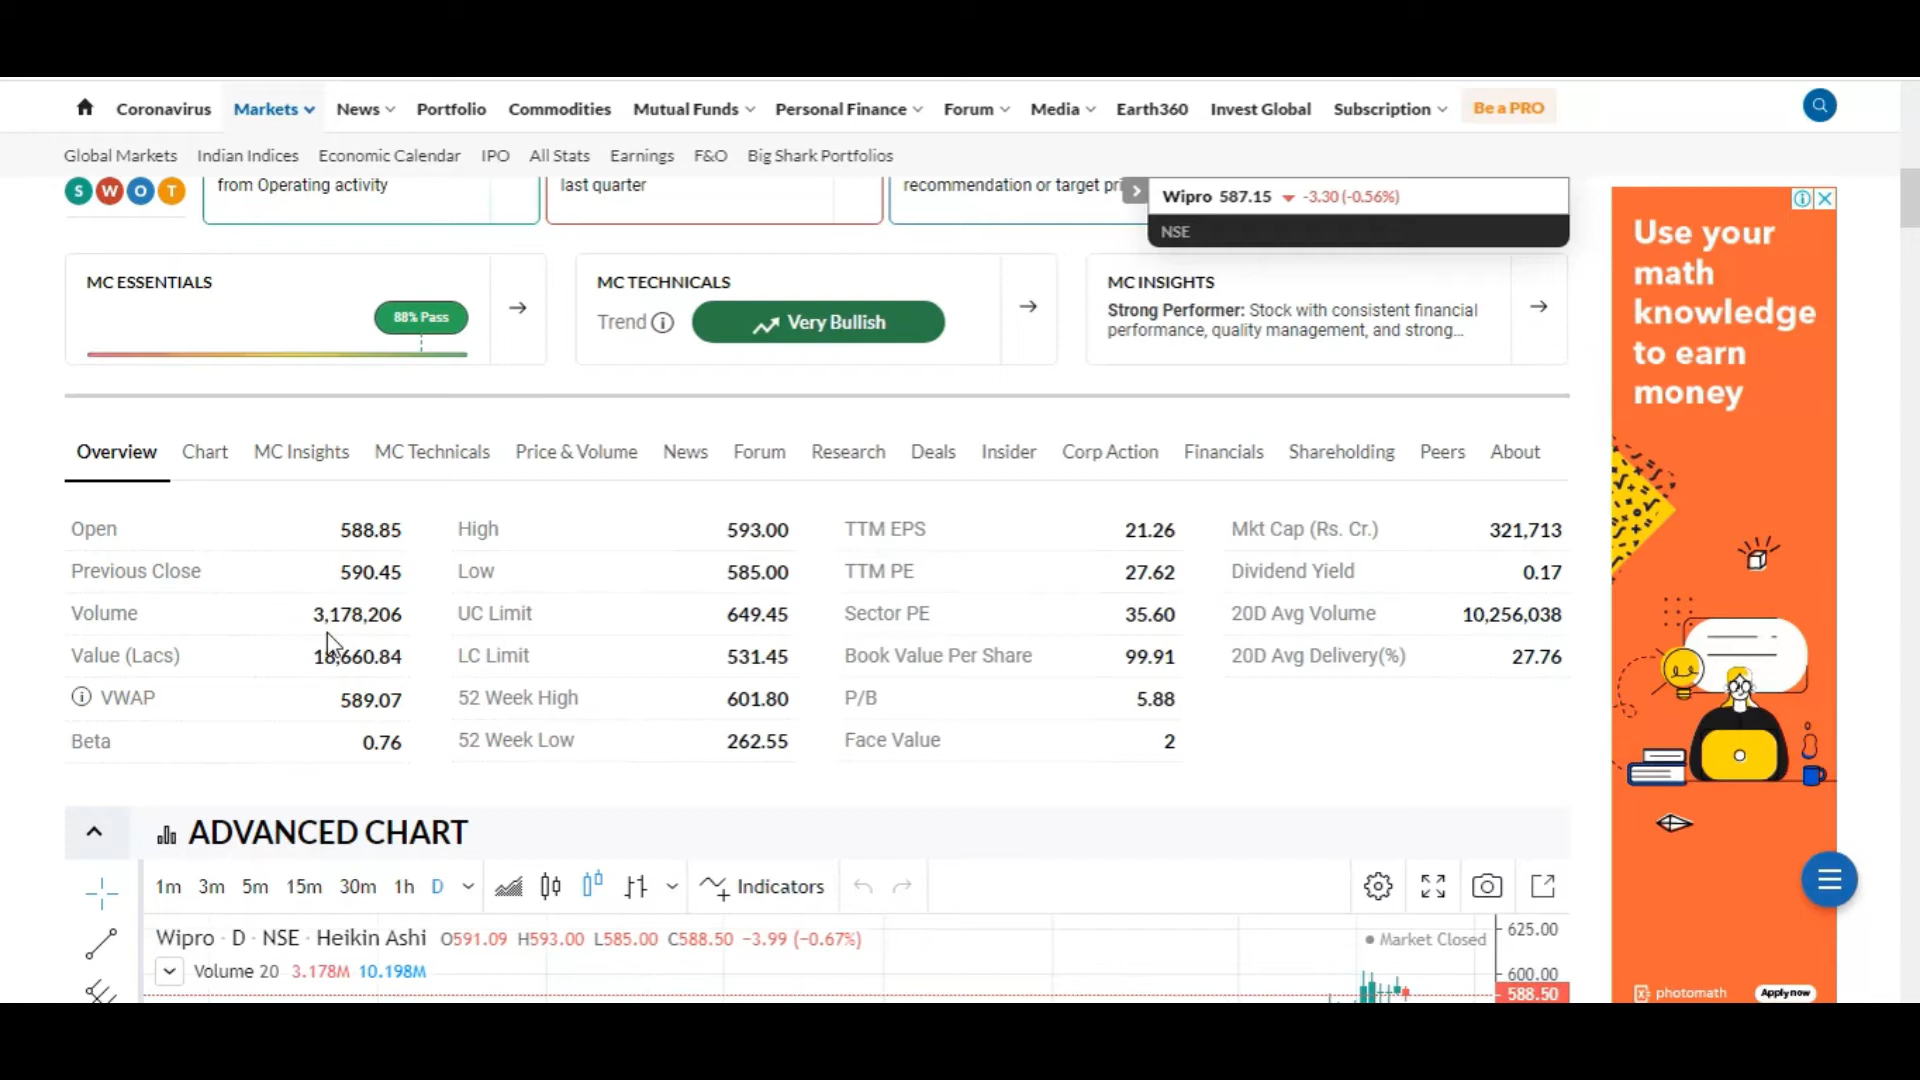 Coronavirus Markets News Portfolio Commodities Mutual Funds Personal Finance Forum Media Earth360 Invest Global Subscription Be a PRO
Global Markets Indian Indices Economic Calendar IPO All Stats Earnings F&O Big Shark Portfolios
S W O T
from Operating activity
last quarter
recommendation or target pri
Wipro 587.15 -3.30 (-0.56%)
NSE
MC ESSENTIALS
88% Pass
MC TECHNICALS
Trend Very Bullish
MC INSIGHTS
Strong Performer: Stock with consistent financial
performance, quality management, and strong...
Overview Chart MC Insights MC Technicals Price & Volume News Forum Research Deals Insider Corp Action Financials Shareholding Peers About
Open 588.85 High 593.00 TTM EPS 21.26 Mkt Cap (Rs. Cr.) 321,713
Previous Close 590.45 Low 585.00 TTM PE 27.62 Dividend Yield 0.17
Volume 3,178,206 UC Limit 649.45 Sector PE 35.60 20D Avg Volume 10,256,038
Value (Lacs) 18,660.84 LC Limit 531.45 Book Value Per Share 99.91 20D Avg Delivery(%) 27.76
VWAP 589.07 52 Week High 601.80 P/B 5.88
Beta 0.76 52 Week Low 262.55 Face Value 2
ADVANCED CHART
1m 3m 5m 15m 30m 1h D Indicators
Wipro · D · NSE · Heikin Ashi O591.09 H593.00 L585.00 C588.50 −3.99 (−0.67%)
Market Closed
625.00
Volume 20 3.178M 10.198M
600.00
588.50
Use your
math
knowledge
to earn
money
photomath Apply now